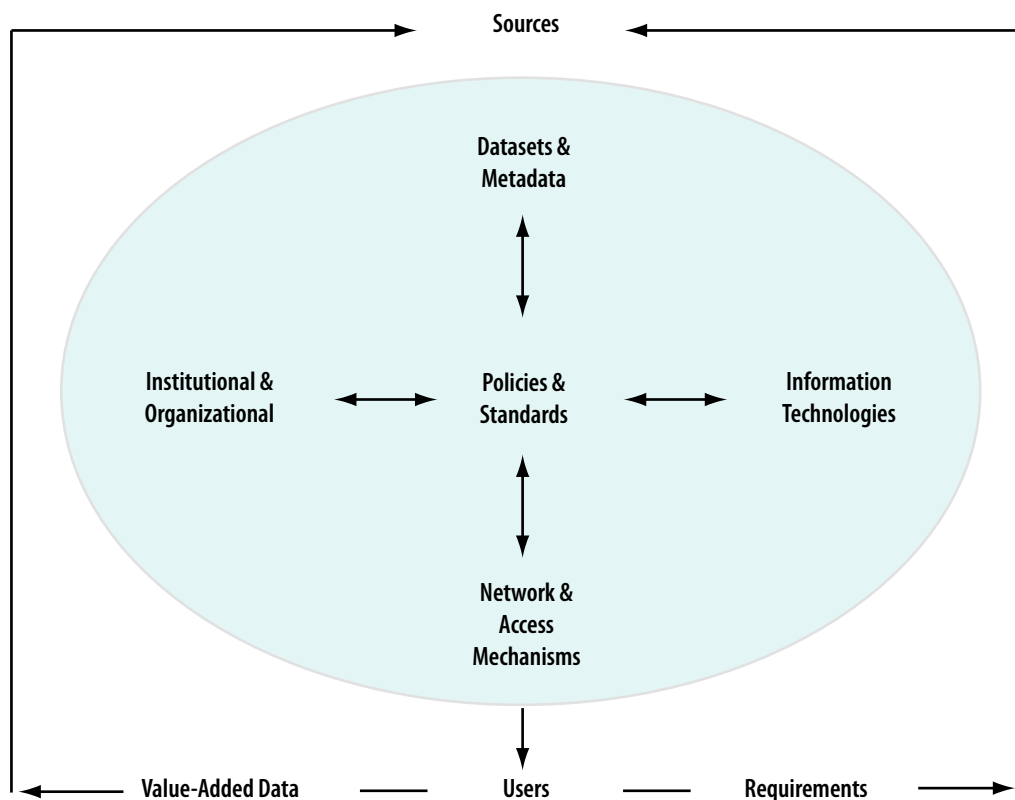 Sources
Datasets &
Metadata
Institutional &
Organizational
Policies &
Standards
Information
Technologies
Network &
Access
Mechanisms
Value-Added Data
Users
Requirements